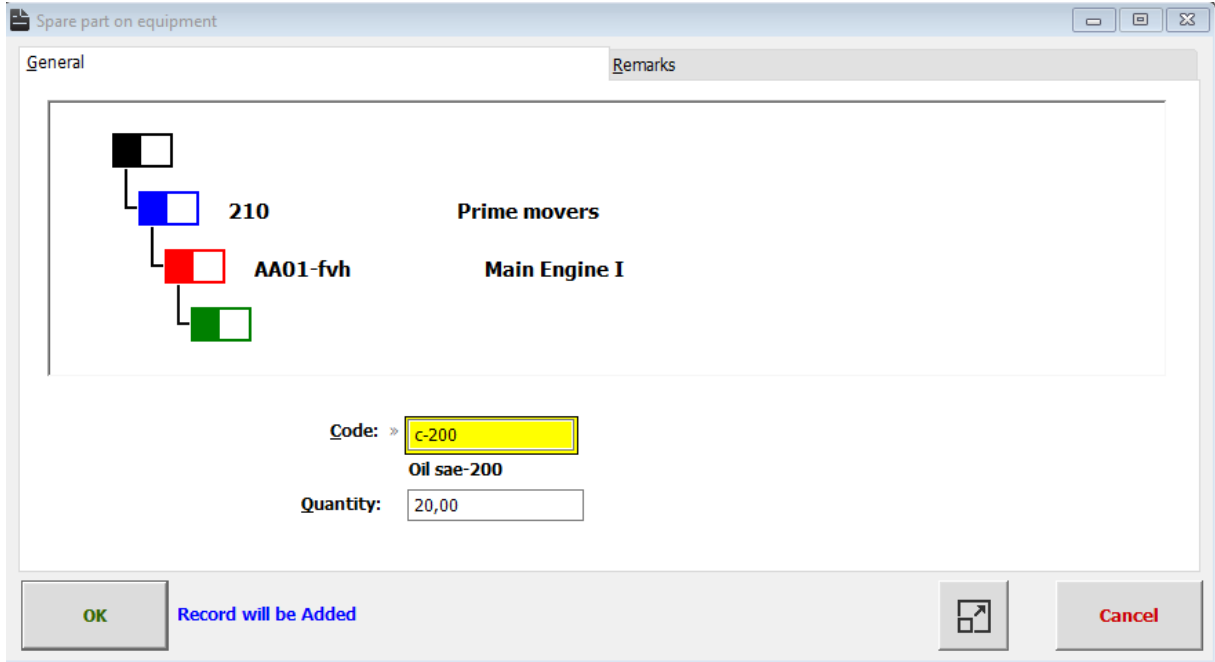 Spare part on equipment
General Remarks
210 Prime movers
AA01-fvh Main Engine I
Code: » c-200
Oil sae-200
Quantity: 20,00
OK Record will be Added Cancel